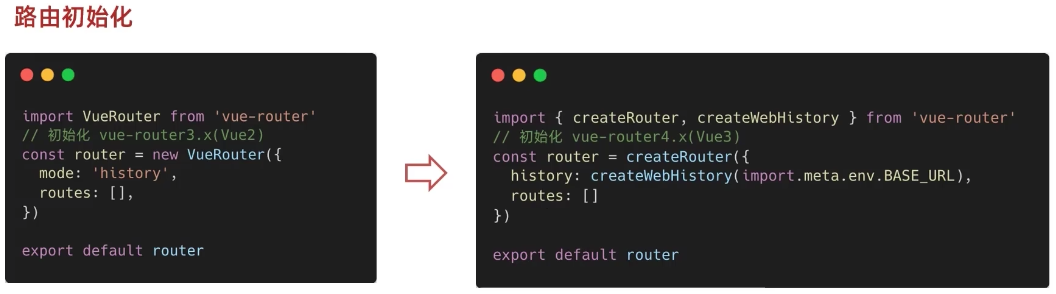 路由初始化
import VueRouter from 'vue-router'
// 初始化 vue-router3.x(Vue2)
const router = new VueRouter({
  mode: 'history',
  routes: [],
})
export default router
import { createRouter, createWebHistory } from 'vue-router'
// 初始化 vue-router4.x(Vue3)
const router = createRouter({
  history: createWebHistory(import.meta.env.BASE_URL),
  routes: []
})
export default router